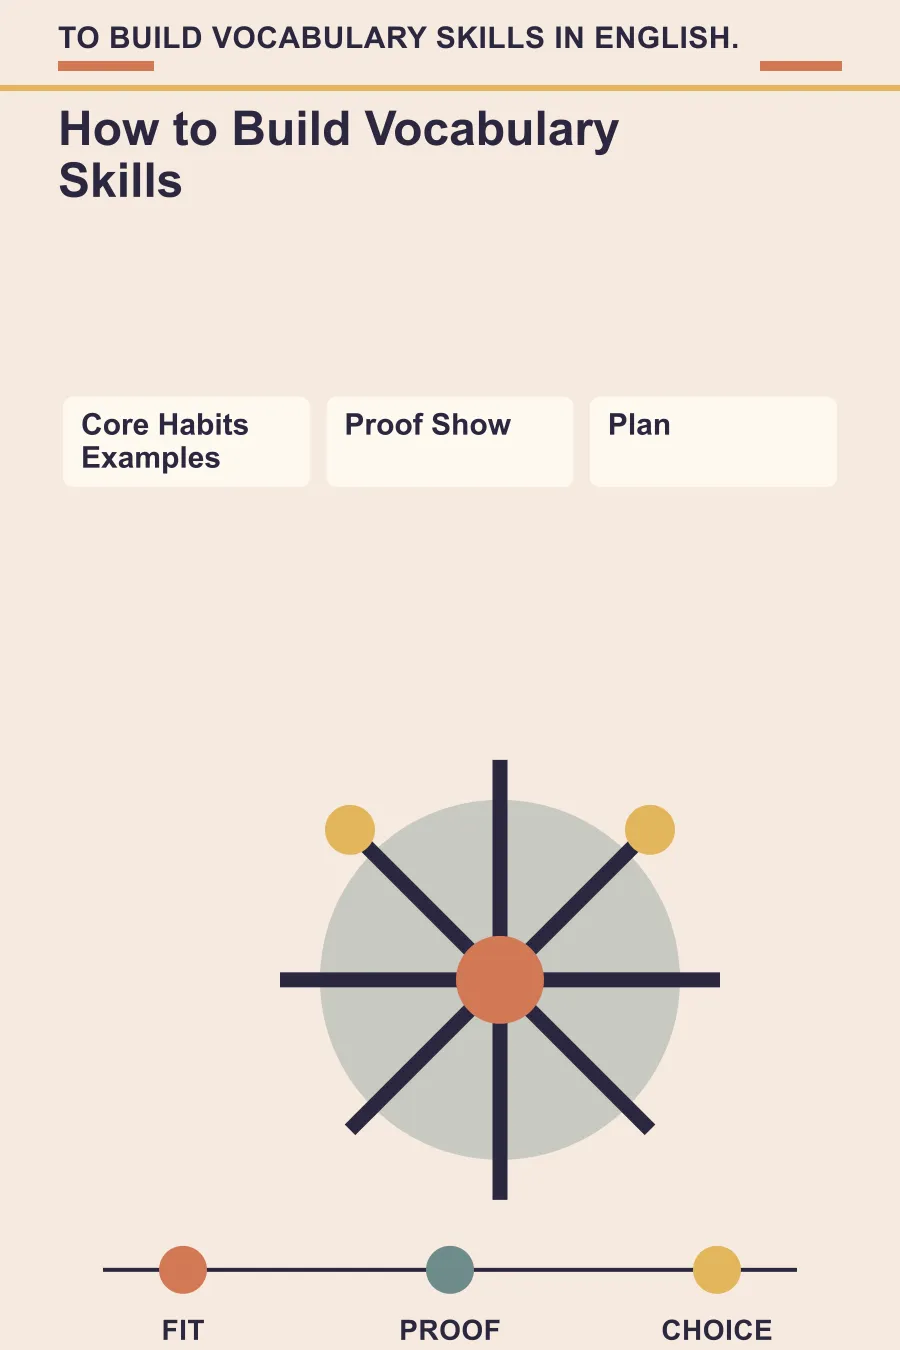 TO BUILD VOCABULARY SKILLS IN ENGLISH.
How to Build Vocabulary
Skills
Core Habits
Examples
Proof Show
Plan
FIT
PROOF
CHOICE